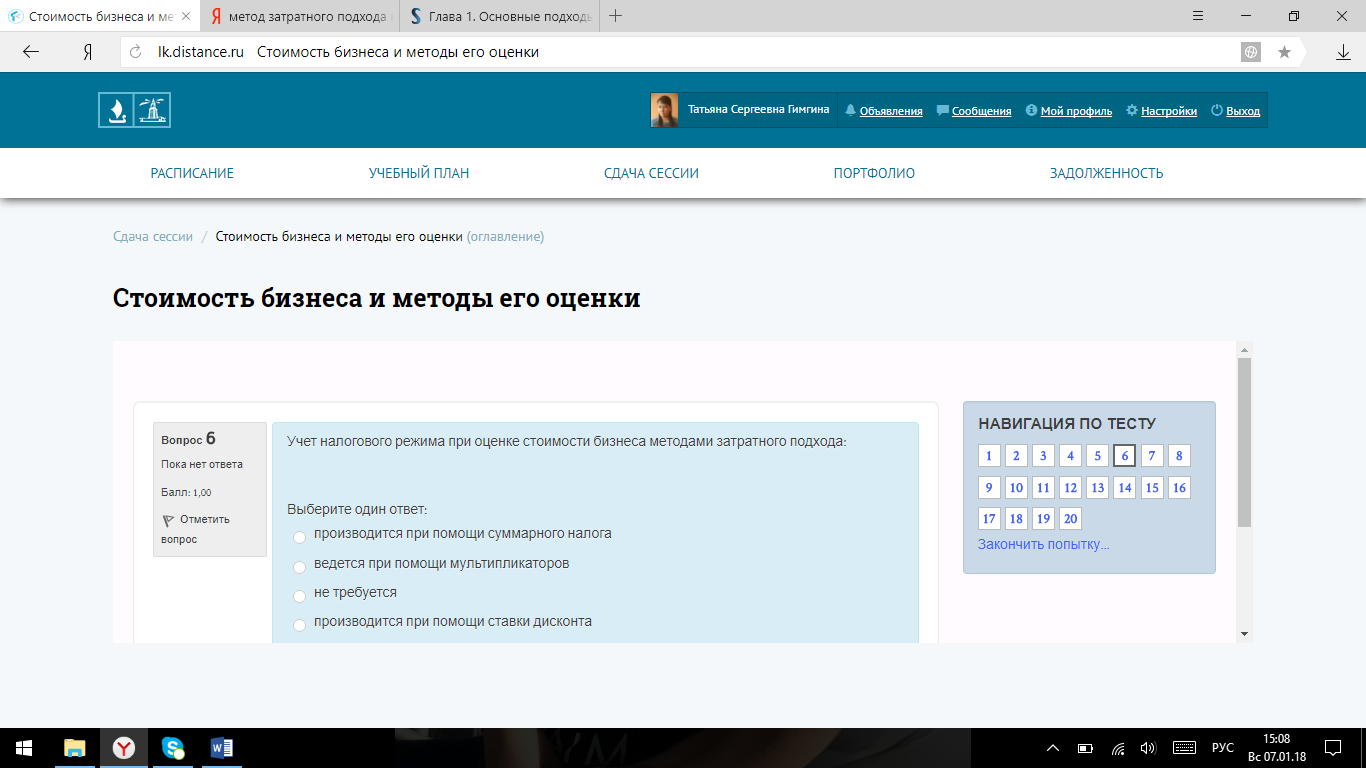 Стоимость бизнеса и ме
метод затратного подхода
Глава 1. Основные подходы
lk.distance.ru Стоимость бизнеса и методы его оценки
Татьяна Сергеевна Гимгина
Объявления
Сообщения
Мой профиль
Настройки
Выход
РАСПИСАНИЕ
УЧЕБНЫЙ ПЛАН
СДАЧА СЕССИИ
ПОРТФОЛИО
ЗАДОЛЖЕННОСТЬ
Сдача сессии / Стоимость бизнеса и методы его оценки (оглавление)
Стоимость бизнеса и методы его оценки
Вопрос 6
Пока нет ответа
Балл: 1,00
Отметить
вопрос
Учет налогового режима при оценке стоимости бизнеса методами затратного подхода:
Выберите один ответ:
производится при помощи суммарного налога
ведется при помощи мультипликаторов
не требуется
производится при помощи ставки дисконта
НАВИГАЦИЯ ПО ТЕСТУ
1 2 3 4 5 6 7 8
9 10 11 12 13 14 15 16
17 18 19 20
Закончить попытку...
РУС
15:08
Вс 07.01.18